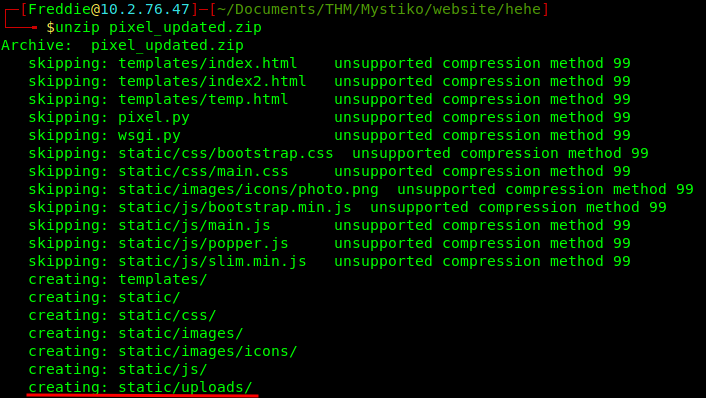 ┌─[Freddie@10.2.76.47]─[~/Documents/THM/Mystiko/website/hehe]
└──╼ $unzip pixel_updated.zip
Archive:  pixel_updated.zip
   skipping: templates/index.html    unsupported compression method 99
   skipping: templates/index2.html   unsupported compression method 99
   skipping: templates/temp.html     unsupported compression method 99
   skipping: pixel.py                unsupported compression method 99
   skipping: wsgi.py                 unsupported compression method 99
   skipping: static/css/bootstrap.css  unsupported compression method 99
   skipping: static/css/main.css     unsupported compression method 99
   skipping: static/images/icons/photo.png  unsupported compression method 99
   skipping: static/js/bootstrap.min.js  unsupported compression method 99
   skipping: static/js/main.js       unsupported compression method 99
   skipping: static/js/popper.js     unsupported compression method 99
   skipping: static/js/slim.min.js   unsupported compression method 99
   creating: templates/
   creating: static/
   creating: static/css/
   creating: static/images/
   creating: static/images/icons/
   creating: static/js/
   creating: static/uploads/